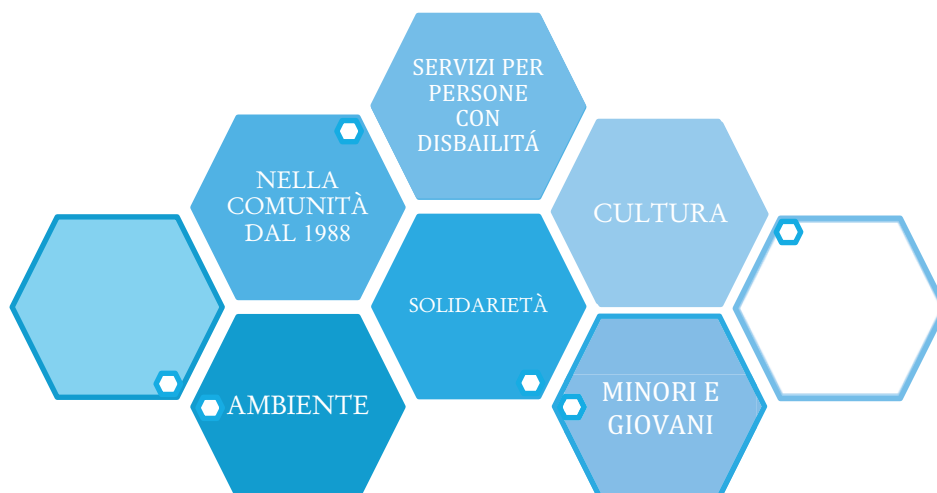 SERVIZI PER
PERSONE
CON
DISBAILITÁ
NELLA
COMUNITÀ
DAL 1988
CULTURA
SOLIDARIETÀ
AMBIENTE
MINORI E
GIOVANI